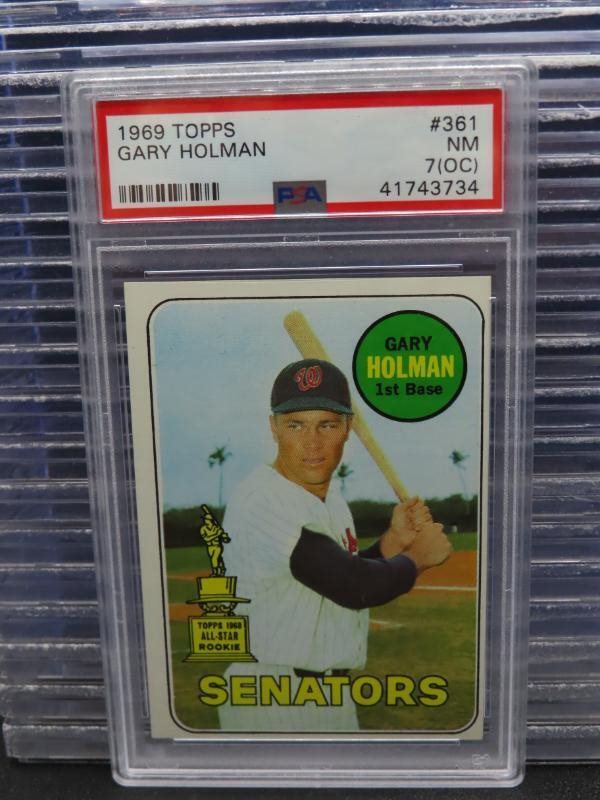 1969 TOPPS
#361
GARY HOLMAN
NM
7(OC)
PSA
41743734
GARY
HOLMAN
1st Base
W
TOPPS 1968
ALL-STAR
ROOKIE
SENATORS